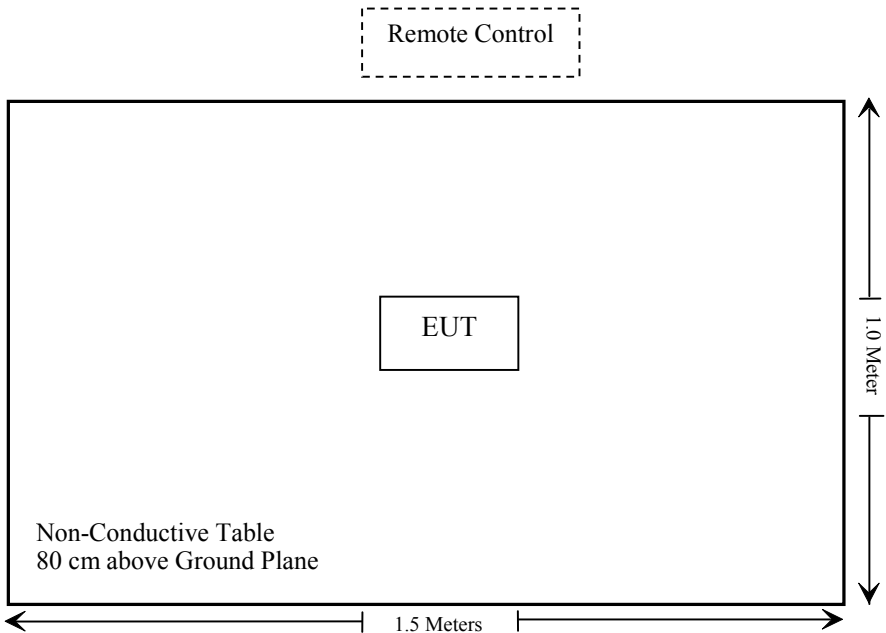 Remote Control
EUT
1.0 Meter
Non-Conductive Table
80 cm above Ground Plane
1.5 Meters